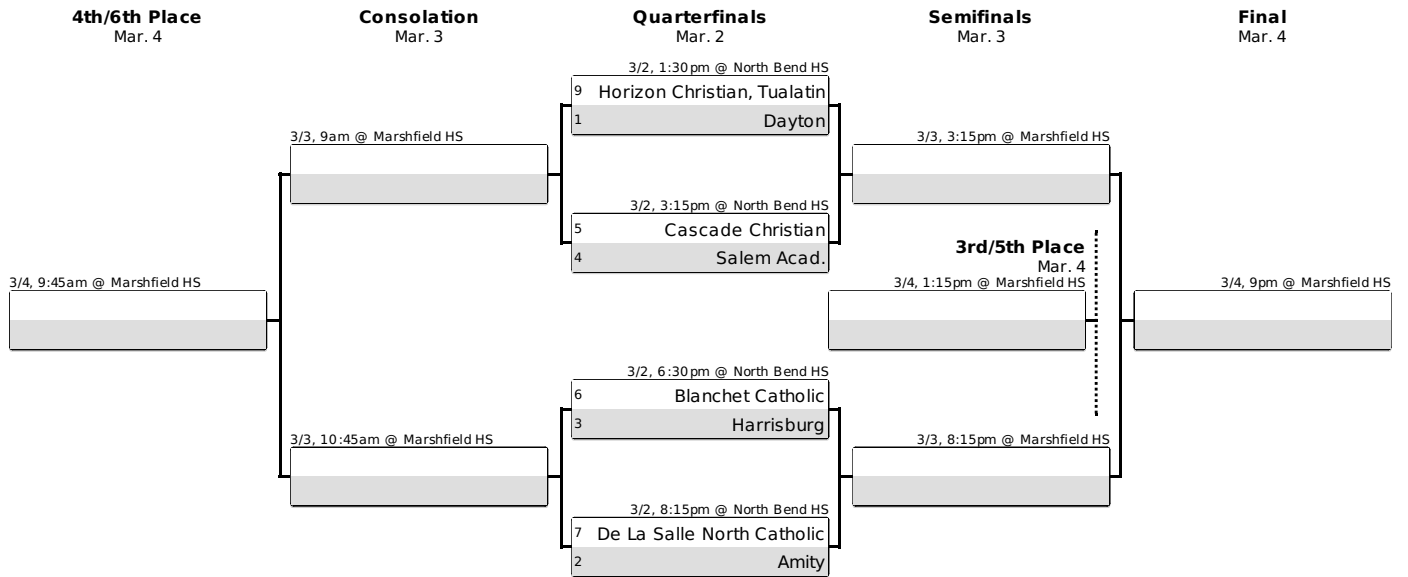 4th/6th Place
Mar. 4
Consolation
Mar. 3
Quarterfinals
Mar. 2
Semifinals
Mar. 3
Final
Mar. 4
3/2, 1:30pm @ North Bend HS
9 Horizon Christian, Tualatin
1 Dayton
3/3, 9am @ Marshfield HS
3/3, 3:15pm @ Marshfield HS
3/2, 3:15pm @ North Bend HS
5 Cascade Christian
4 Salem Acad.
3rd/5th Place
Mar. 4
3/4, 9:45am @ Marshfield HS
3/4, 1:15pm @ Marshfield HS
3/4, 9pm @ Marshfield HS
3/2, 6:30pm @ North Bend HS
6 Blanchet Catholic
3 Harrisburg
3/3, 10:45am @ Marshfield HS
3/3, 8:15pm @ Marshfield HS
3/2, 8:15pm @ North Bend HS
7 De La Salle North Catholic
2 Amity